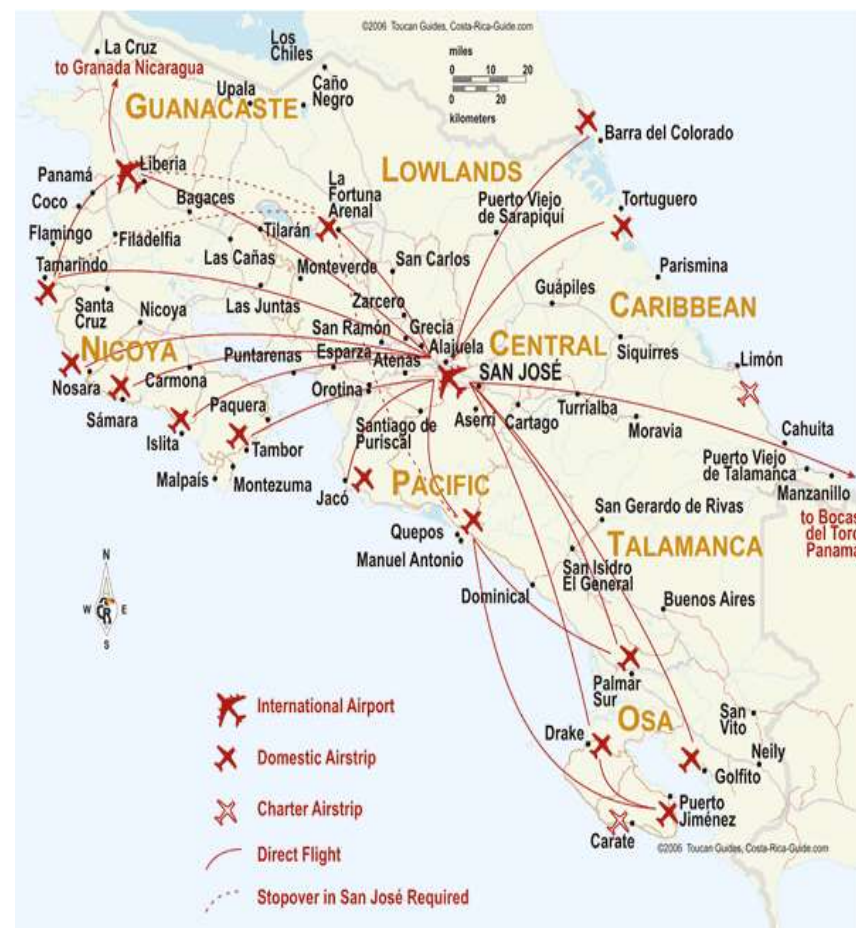 ©2006 Toucan Guides, Costa-Rica-Guide.com
La Cruz
to Granada Nicaragua
Los
Chiles
miles
0 20
0 20
kilometers
Upala
Caño
Negro
GUANACASTE
Barra del Colorado
LOWLANDS
Liberia
Panamá
La
Fortuna
Arenal
Coco
Bagaces
Puerto Viejo
de Sarapiquí
Tortuguero
Flamingo
Filadelfia
Tilarán
Las Cañas
San Carlos
Tamarindo
Monteverde
Parismina
Santa
Cruz
Nicoya
Las Juntas
Zarcero
Guápiles
CARIBBEAN
San Ramón
Grecia
NICOYA
Puntarenas
Esparza
Alajuela
CENTRAL
Siquirres
Atenas
SAN JOSÉ
Limón
Nosara
Carmona
Orotina
Sámara
Paquera
Santiago de
Puriscal
Aserrí
Cartago
Turrialba
Moravia
Cahuita
Islita
Tambor
Puerto Viejo
de Talamanca
Malpaís
Montezuma
Jacó
PACIFIC
Manzanillo
San Gerardo de Rivas
to Bocas
del Toro
Panama
Quepos
Manuel Antonio
TALAMANCA
San Isidro
El General
N
W E
CR
S
Dominical
Buenos Aires
Palmar
Sur
International Airport
OSA
San
Vito
Drake
Domestic Airstrip
Neily
Golfito
Charter Airstrip
Puerto
Jiménez
Carate
©2006 Toucan Guides, Costa-Rica-Guide.com
Direct Flight
Stopover in San José Required